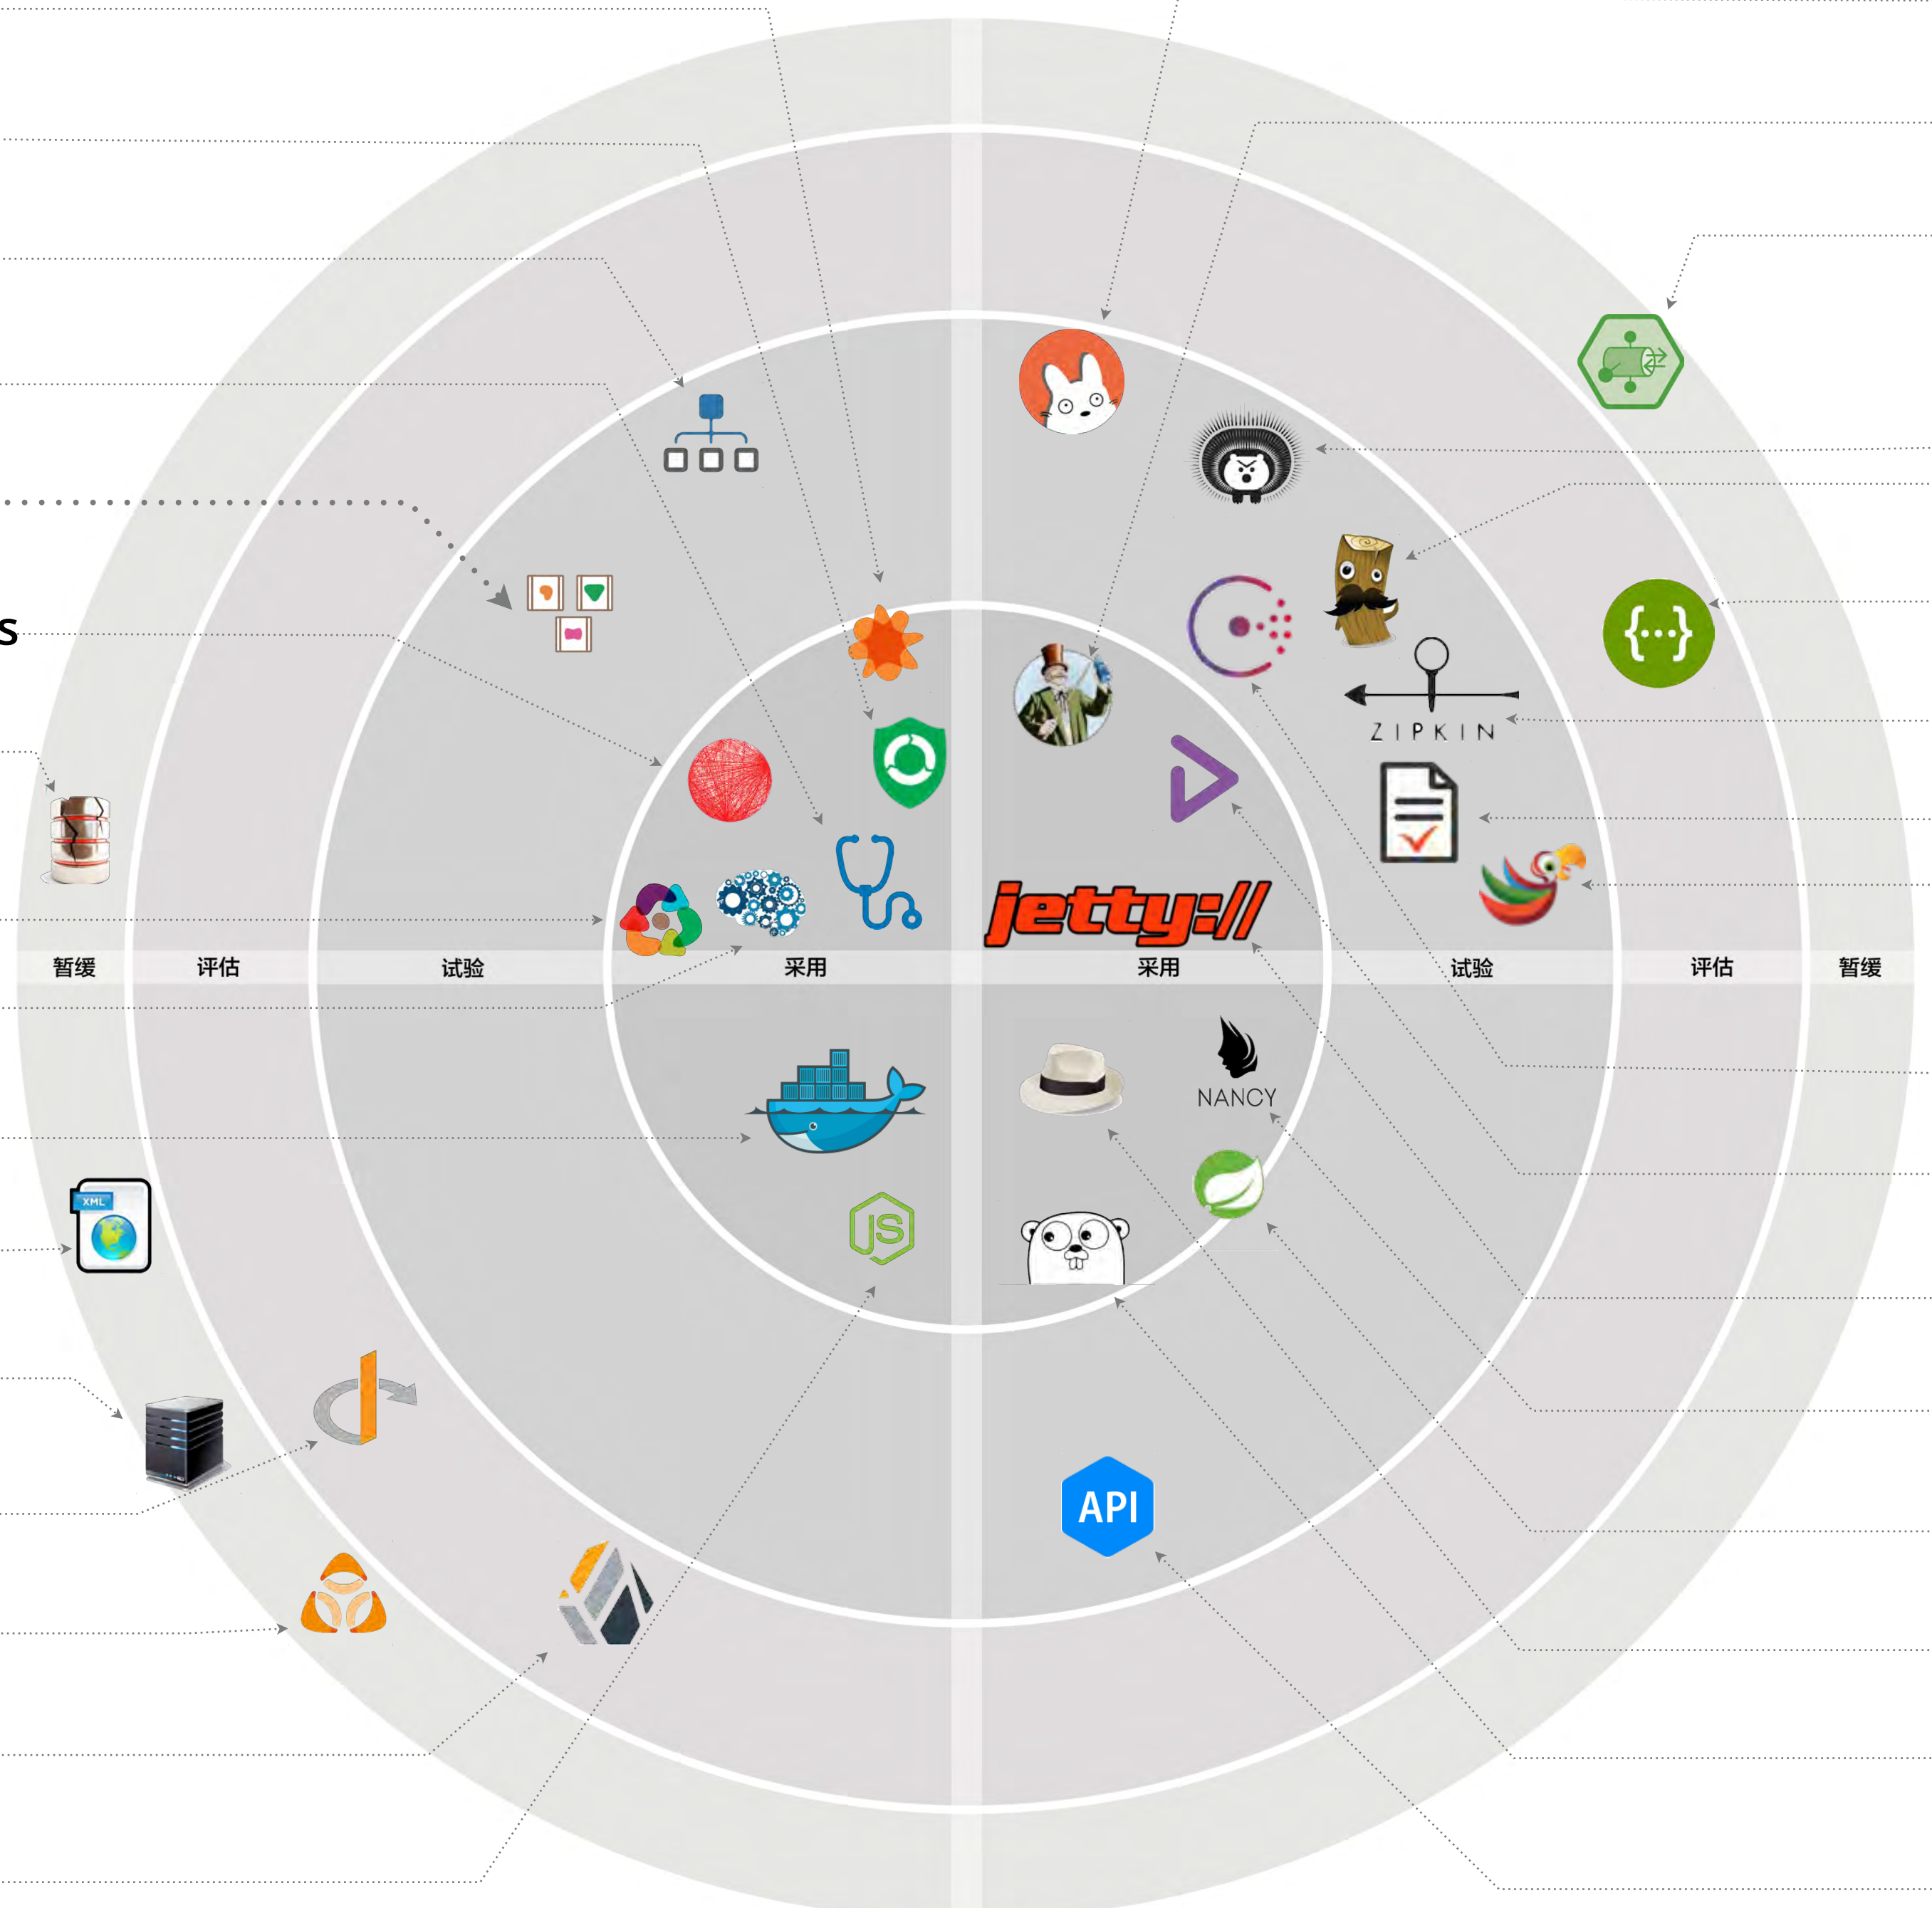 s
ZIPKIN
jetty://
暂缓 评估 试验 采用 采用 试验 评估 暂缓
NANCY
XML
JS
API